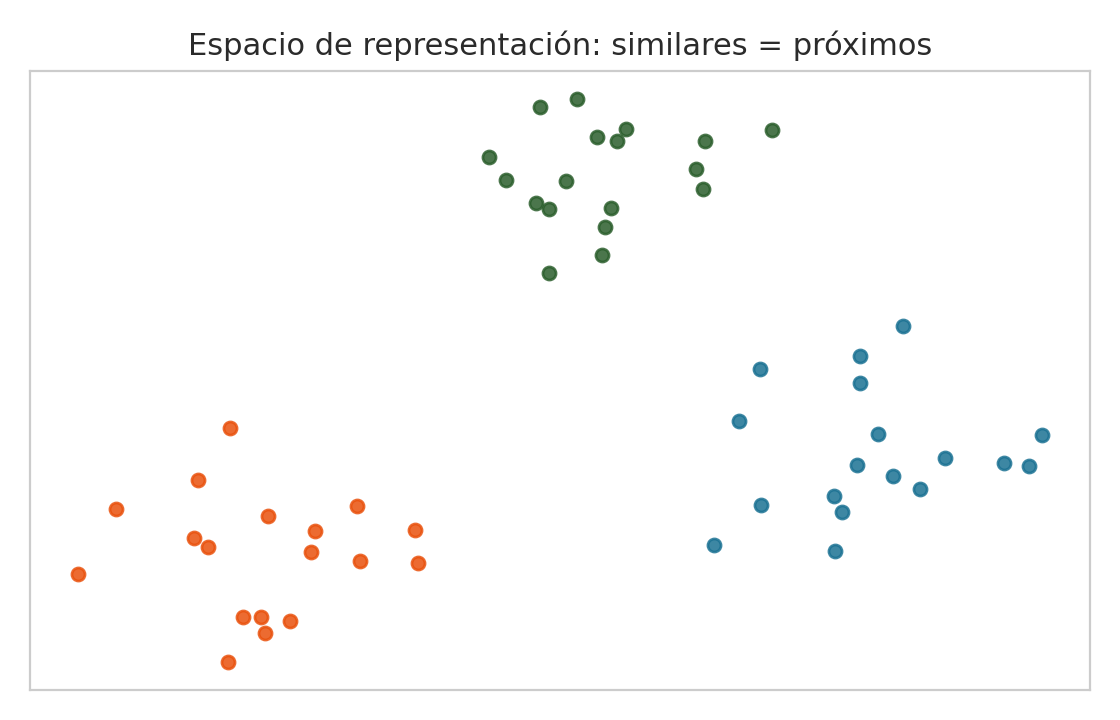 Espacio de representación: similares = próximos